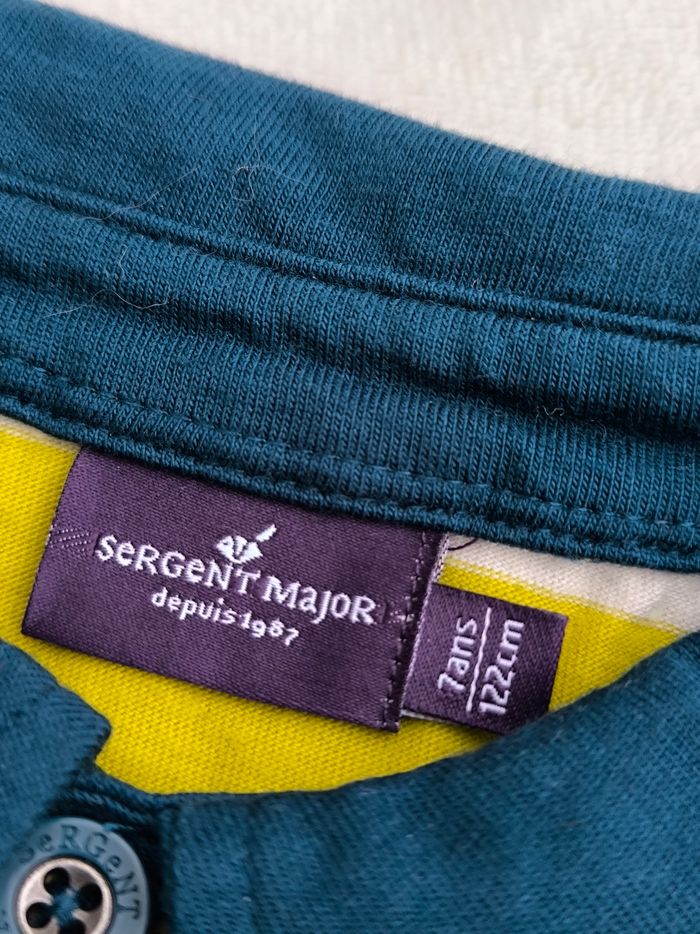 SeRGeNT MajoR
depuis 1987
7ans
122cm
SeRGeNT